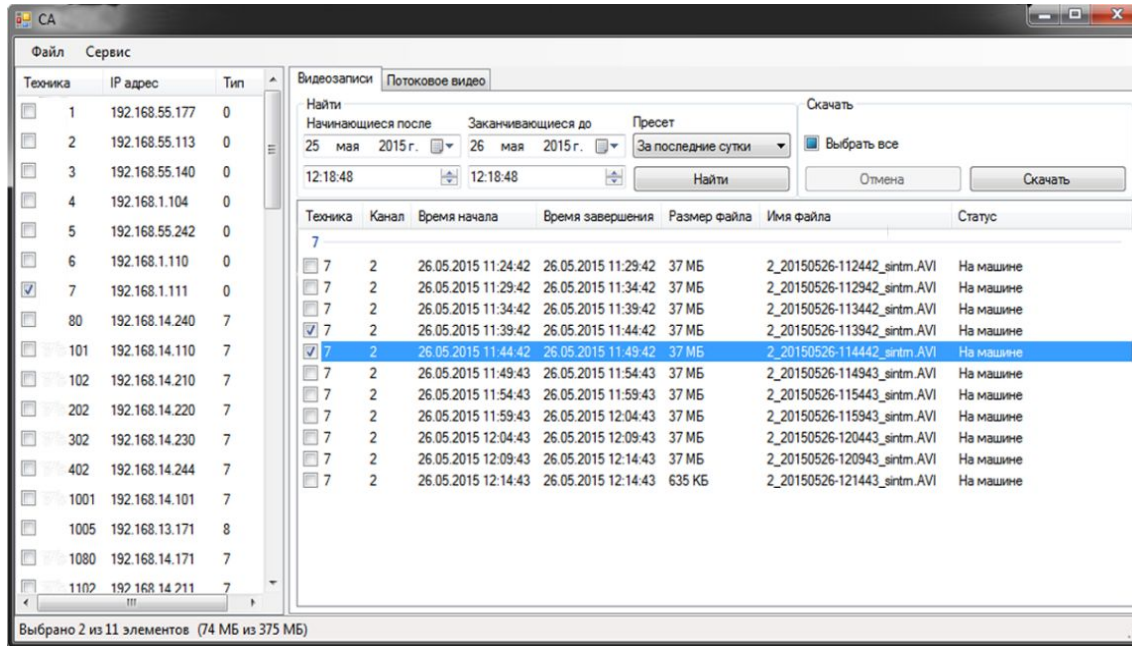 CA
Файл Сервис
Техника IP адрес Тип
1 192.168.55.177 0
2 192.168.55.113 0
3 192.168.55.140 0
4 192.168.1.104 0
5 192.168.55.242 0
6 192.168.1.110 0
7 192.168.1.111 0
80 192.168.14.240 7
101 192.168.14.110 7
102 192.168.14.210 7
202 192.168.14.220 7
302 192.168.14.230 7
402 192.168.14.244 7
1001 192.168.14.101 7
1005 192.168.13.171 8
1080 192.168.14.171 7
1102 192.168.14.211 7
Видеозаписи Потоковое видео
Найти
Начинающиеся после Заканчивающиеся до Пресет
25 мая 2015 г. 26 мая 2015 г. За последние сутки
12:18:48 12:18:48 Найти
Скачать
Выбрать все
Отмена Скачать
Техника Канал Время начала Время завершения Размер файла Имя файла Статус
7
7 2 26.05.2015 11:24:42 26.05.2015 11:29:42 37 МБ 2_20150526-112442_sintm.AVI На машине
7 2 26.05.2015 11:29:42 26.05.2015 11:34:42 37 МБ 2_20150526-112942_sintm.AVI На машине
7 2 26.05.2015 11:34:42 26.05.2015 11:39:42 37 МБ 2_20150526-113442_sintm.AVI На машине
7 2 26.05.2015 11:39:42 26.05.2015 11:44:42 37 МБ 2_20150526-113942_sintm.AVI На машине
7 2 26.05.2015 11:44:42 26.05.2015 11:49:42 37 МБ 2_20150526-114442_sintm.AVI На машине
7 2 26.05.2015 11:49:43 26.05.2015 11:54:43 37 МБ 2_20150526-114943_sintm.AVI На машине
7 2 26.05.2015 11:54:43 26.05.2015 11:59:43 37 МБ 2_20150526-115443_sintm.AVI На машине
7 2 26.05.2015 11:59:43 26.05.2015 12:04:43 37 МБ 2_20150526-115943_sintm.AVI На машине
7 2 26.05.2015 12:04:43 26.05.2015 12:09:43 37 МБ 2_20150526-120443_sintm.AVI На машине
7 2 26.05.2015 12:09:43 26.05.2015 12:14:43 37 МБ 2_20150526-120943_sintm.AVI На машине
7 2 26.05.2015 12:14:43 26.05.2015 12:14:43 635 КБ 2_20150526-121443_sintm.AVI На машине
Выбрано 2 из 11 элементов (74 МБ из 375 МБ)